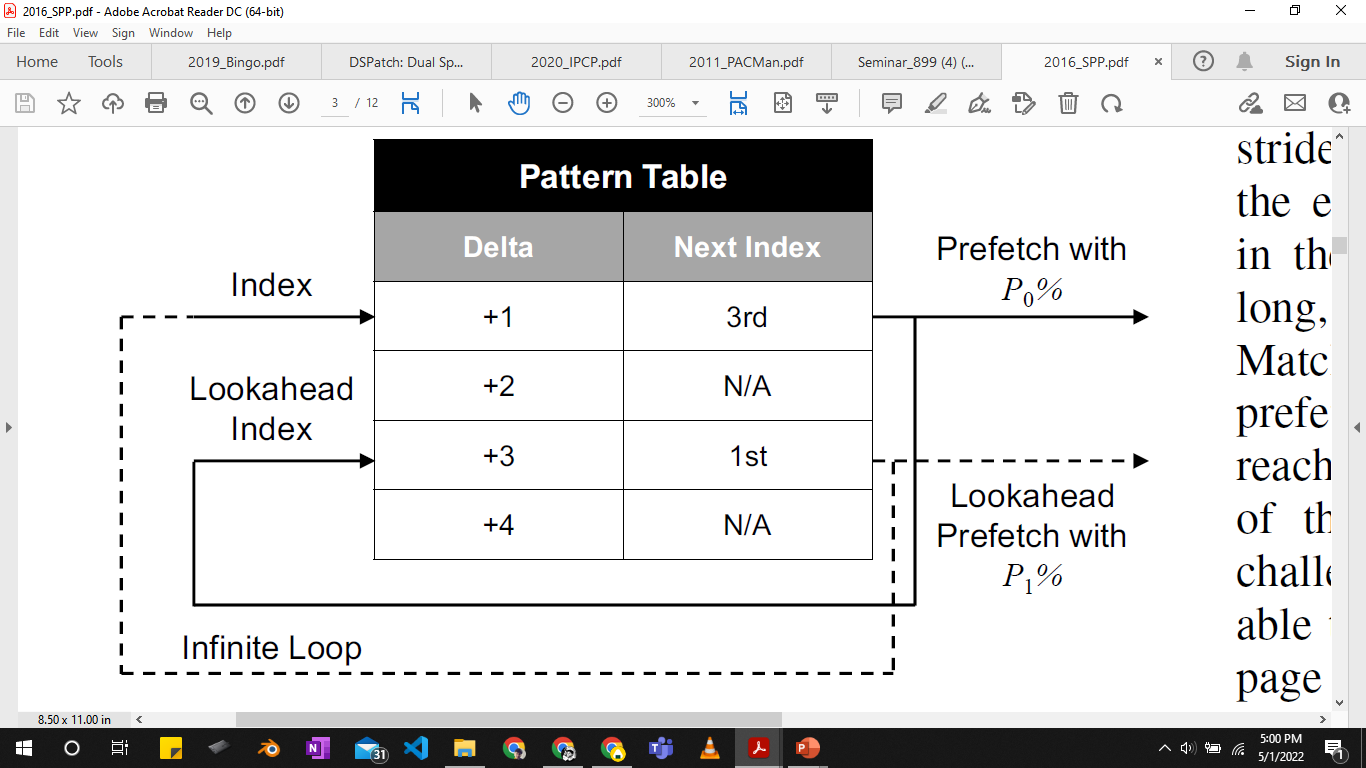 2016_SPP.pdf - Adobe Acrobat Reader DC (64-bit)
File Edit View Sign Window Help
Home Tools 2019_Bingo.pdf DSPatch: Dual Sp... 2020_IPCP.pdf 2011_PACMan.pdf Seminar_899 (4) (... 2016_SPP.pdf × ? Sign In
3 / 12 300%
Pattern Table
Delta Next Index
+1 3rd
+2 N/A
+3 1st
+4 N/A
Index
Lookahead
Index
Infinite Loop
Prefetch with
P0%
Lookahead
Prefetch with
P1%
stride
the e
in the
long,
Matc
prefe
reach
of th
challe
able t
page
8.50 x 11.00 in
31
5:00 PM
5/1/2022
1